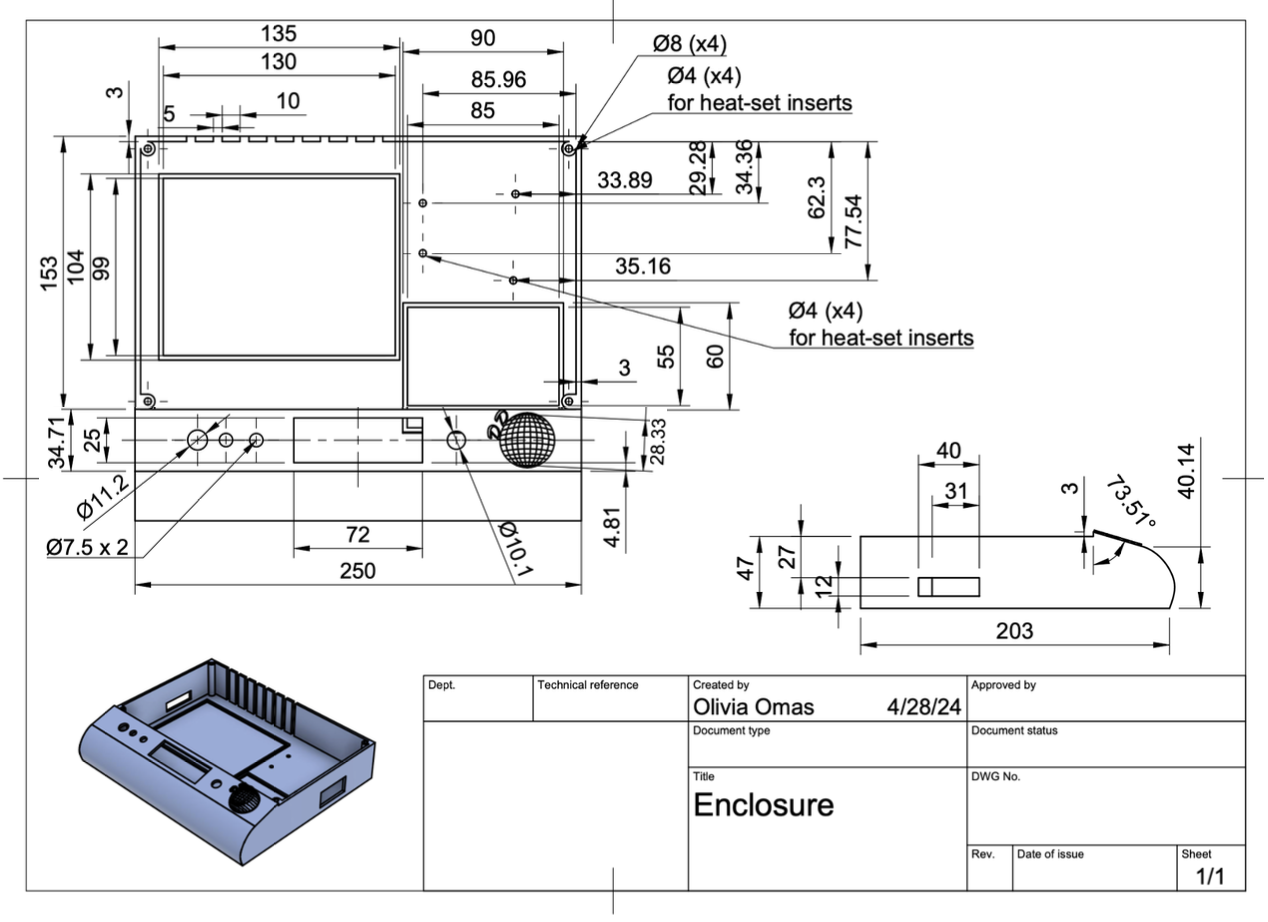 135
90
Ø8 (x4)
130
Ø4 (x4)
for heat-set inserts
85.96
3
5
10
85
29.28
34.36
33.89
62.3
77.54
153
104
99
35.16
Ø4 (x4)
for heat-set inserts
55
60
3
34.71
25
DD
28.33
Ø11.2
Ø7.5 x 2
72
Ø10.1
4.81
250
40
31
3
73.51°
40.14
47
27
12
203
Dept.
Technical reference
Created by
Olivia Omas 4/28/24
Approved by
Document type
Document status
Title
Enclosure
DWG No.
Rev.
Date of issue
Sheet
1/1